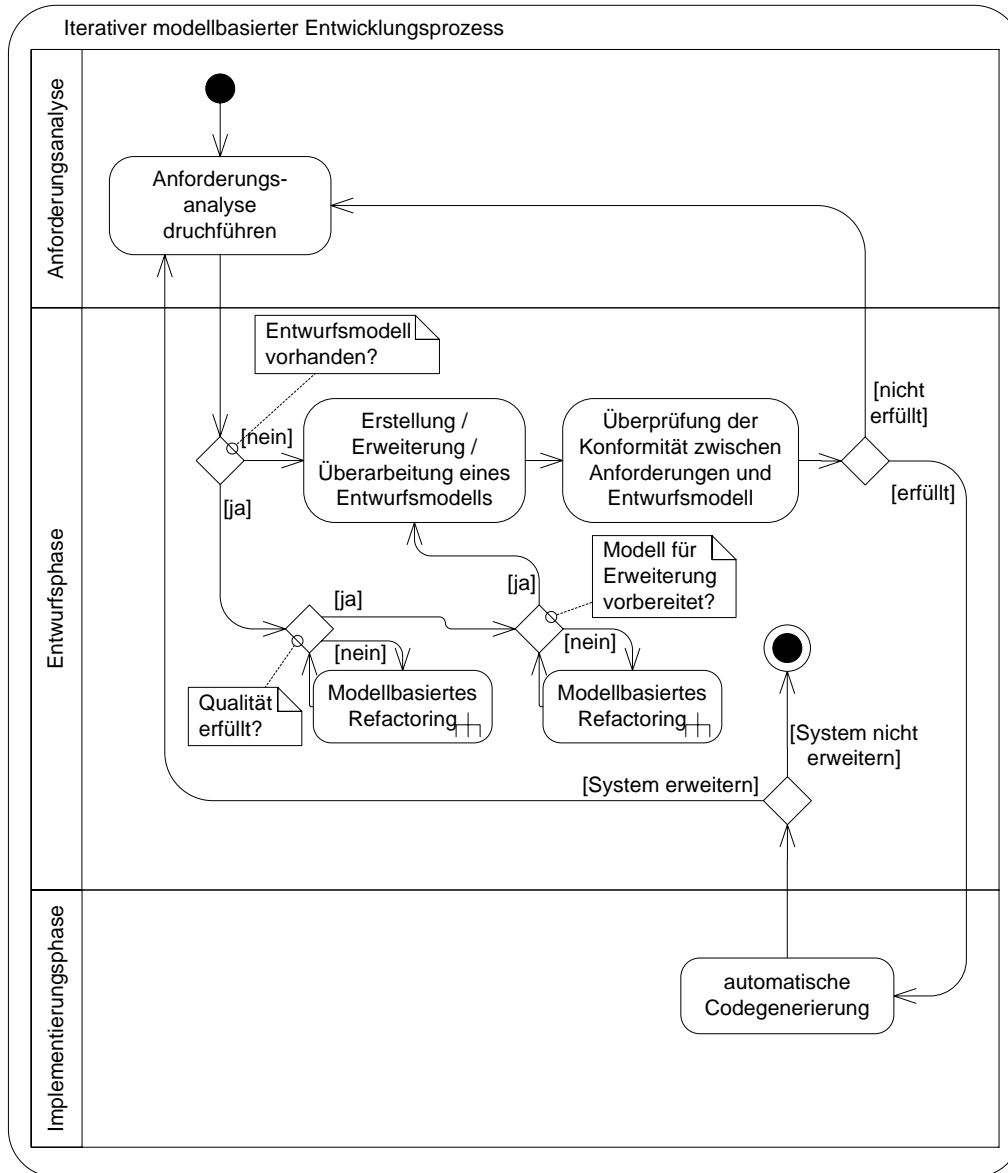 Iterativer modellbasierter Entwicklungsprozess
Anforderungsanalyse
Anforderungs-
analyse
druchführen
Entwurfsphase
Entwurfsmodell
vorhanden?
[nein]
[ja]
Erstellung /
Erweiterung /
Überarbeitung eines
Entwurfsmodells
Überprüfung der
Konformität zwischen
Anforderungen und
Entwurfsmodell
[nicht
erfüllt]
[erfüllt]
Modell für
Erweiterung
vorbereitet?
[ja]
[ja]
[nein]
[nein]
Qualität
erfüllt?
Modellbasiertes
Refactoring
Modellbasiertes
Refactoring
[System nicht
erweitern]
[System erweitern]
Implementierungsphase
automatische
Codegenerierung